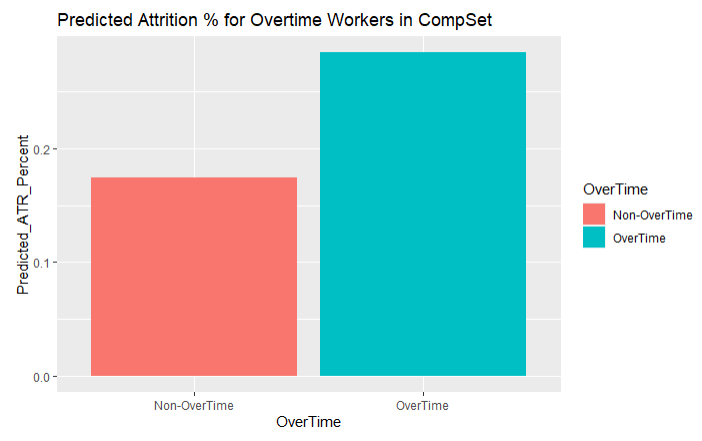 Predicted Attrition % for Overtime Workers in CompSet
Predicted_ATR_Percent
0.2
0.1
0.0
Non-OverTime
OverTime
OverTime
OverTime
Non-OverTime
OverTime